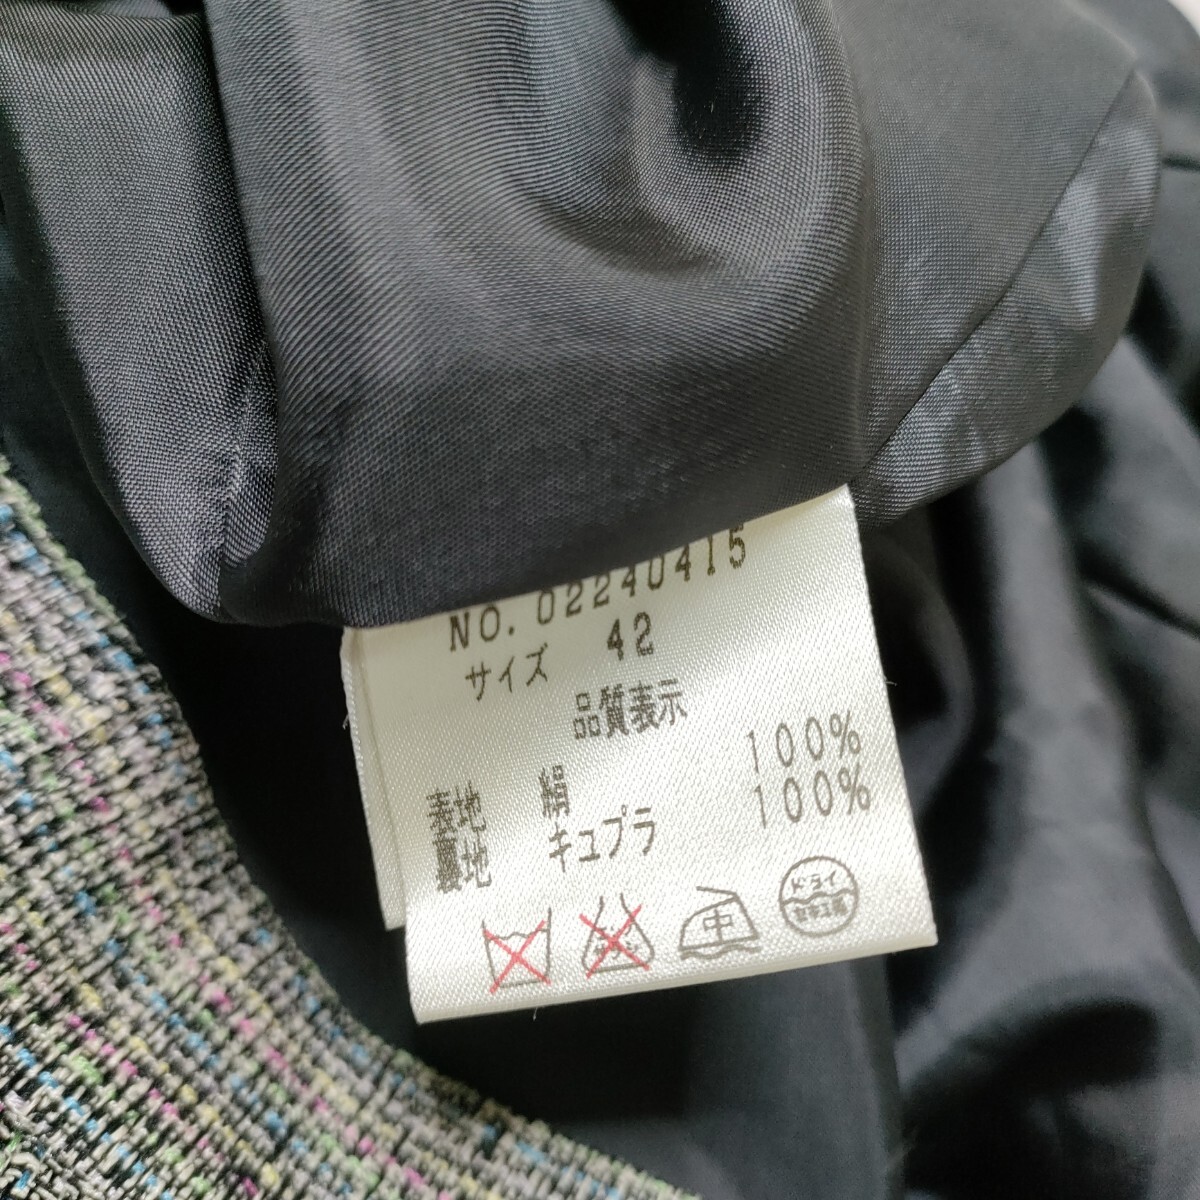 NO. 02240415
サイズ 42
品質表示
表地 絹 100%
裏地 キュプラ 100%
中 ドライ